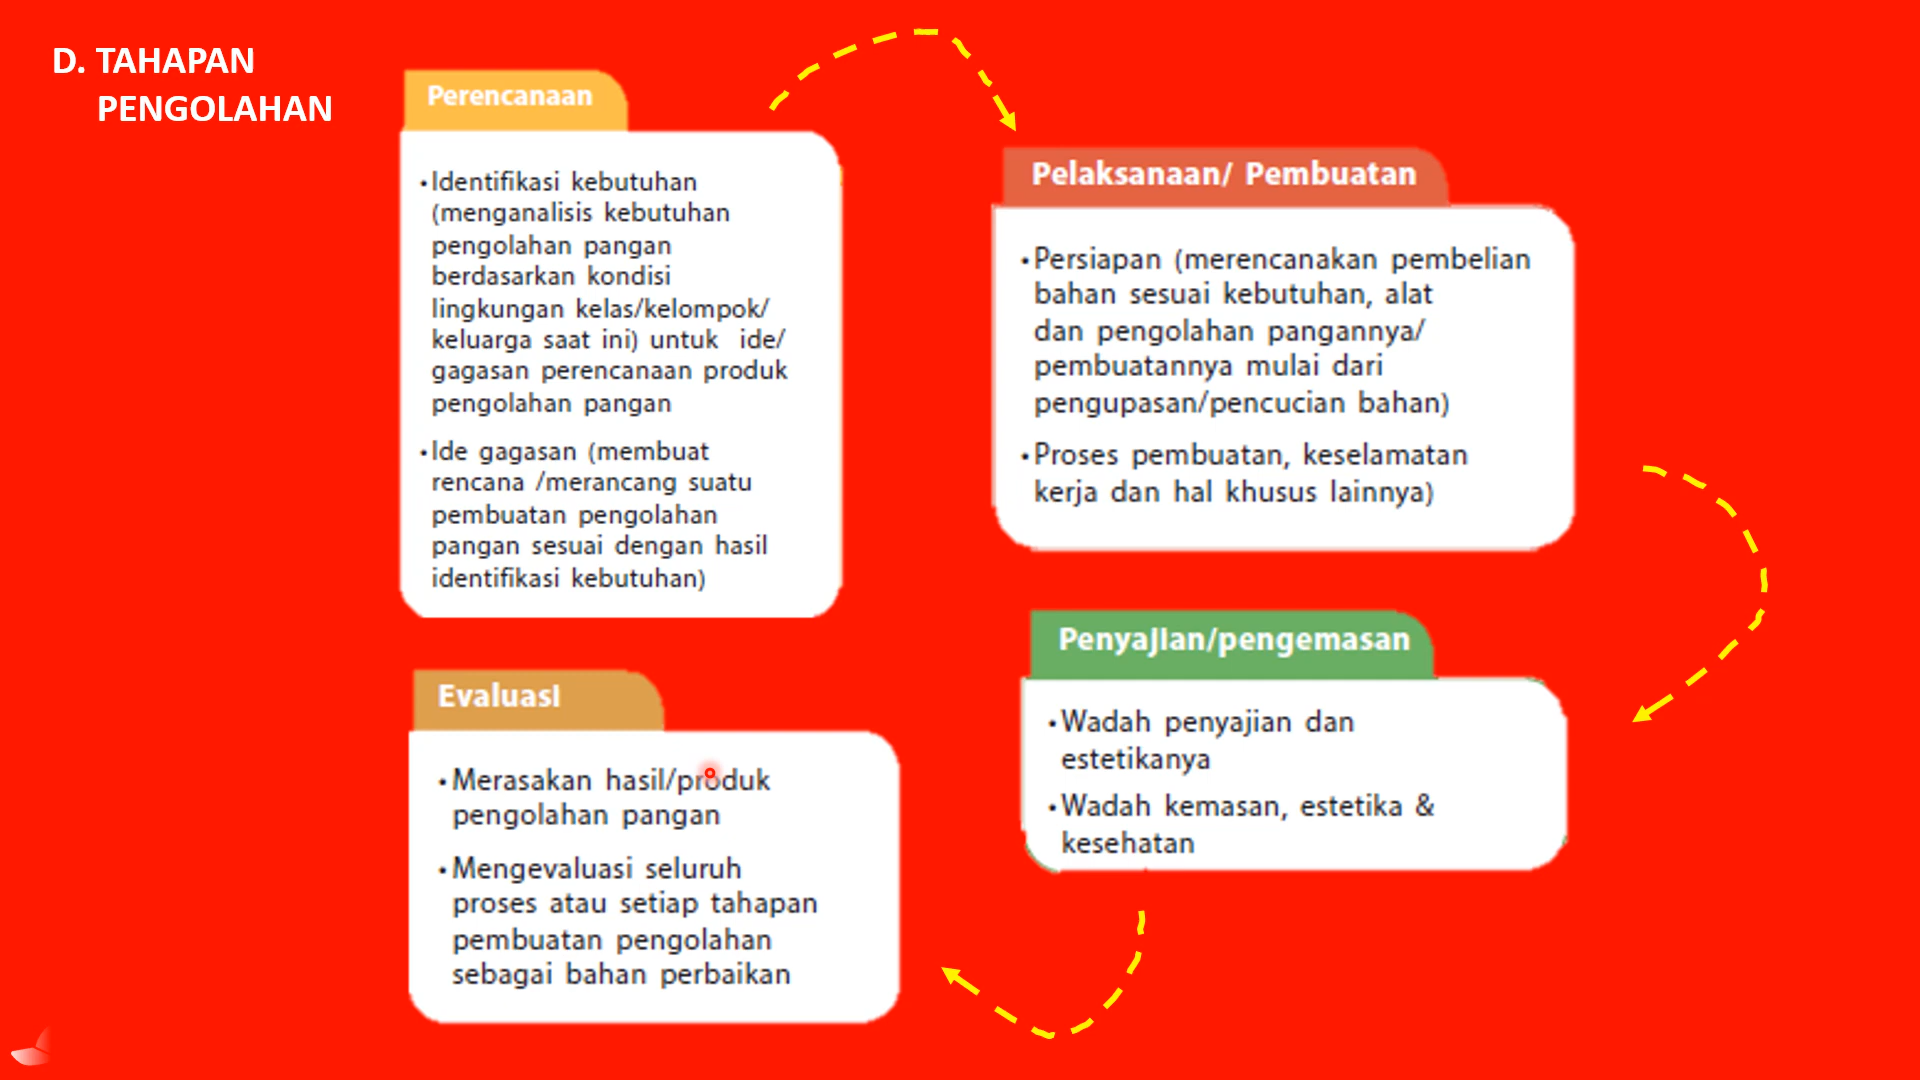 D. TAHAPAN
PENGOLAHAN
Perencanaan
•Identifikasi kebutuhan
(menganalisis kebutuhan
pengolahan pangan
berdasarkan kondisi
lingkungan kelas/kelompok/
keluarga saat ini) untuk ide/
gagasan perencanaan produk
pengolahan pangan
•Ide gagasan (membuat
rencana /merancang suatu
pembuatan pengolahan
pangan sesuai dengan hasil
identifikasi kebutuhan)
Pelaksanaan/ Pembuatan
•Persiapan (merencanakan pembelian
bahan sesuai kebutuhan, alat
dan pengolahan pangannya/
pembuatannya mulai dari
pengupasan/pencucian bahan)
•Proses pembuatan, keselamatan
kerja dan hal khusus lainnya)
Penyajian/pengemasan
•Wadah penyajian dan
estetikanya
•Wadah kemasan, estetika &
kesehatan
Evaluasi
•Merasakan hasil/produk
pengolahan pangan
•Mengevaluasi seluruh
proses atau setiap tahapan
pembuatan pengolahan
sebagai bahan perbaikan